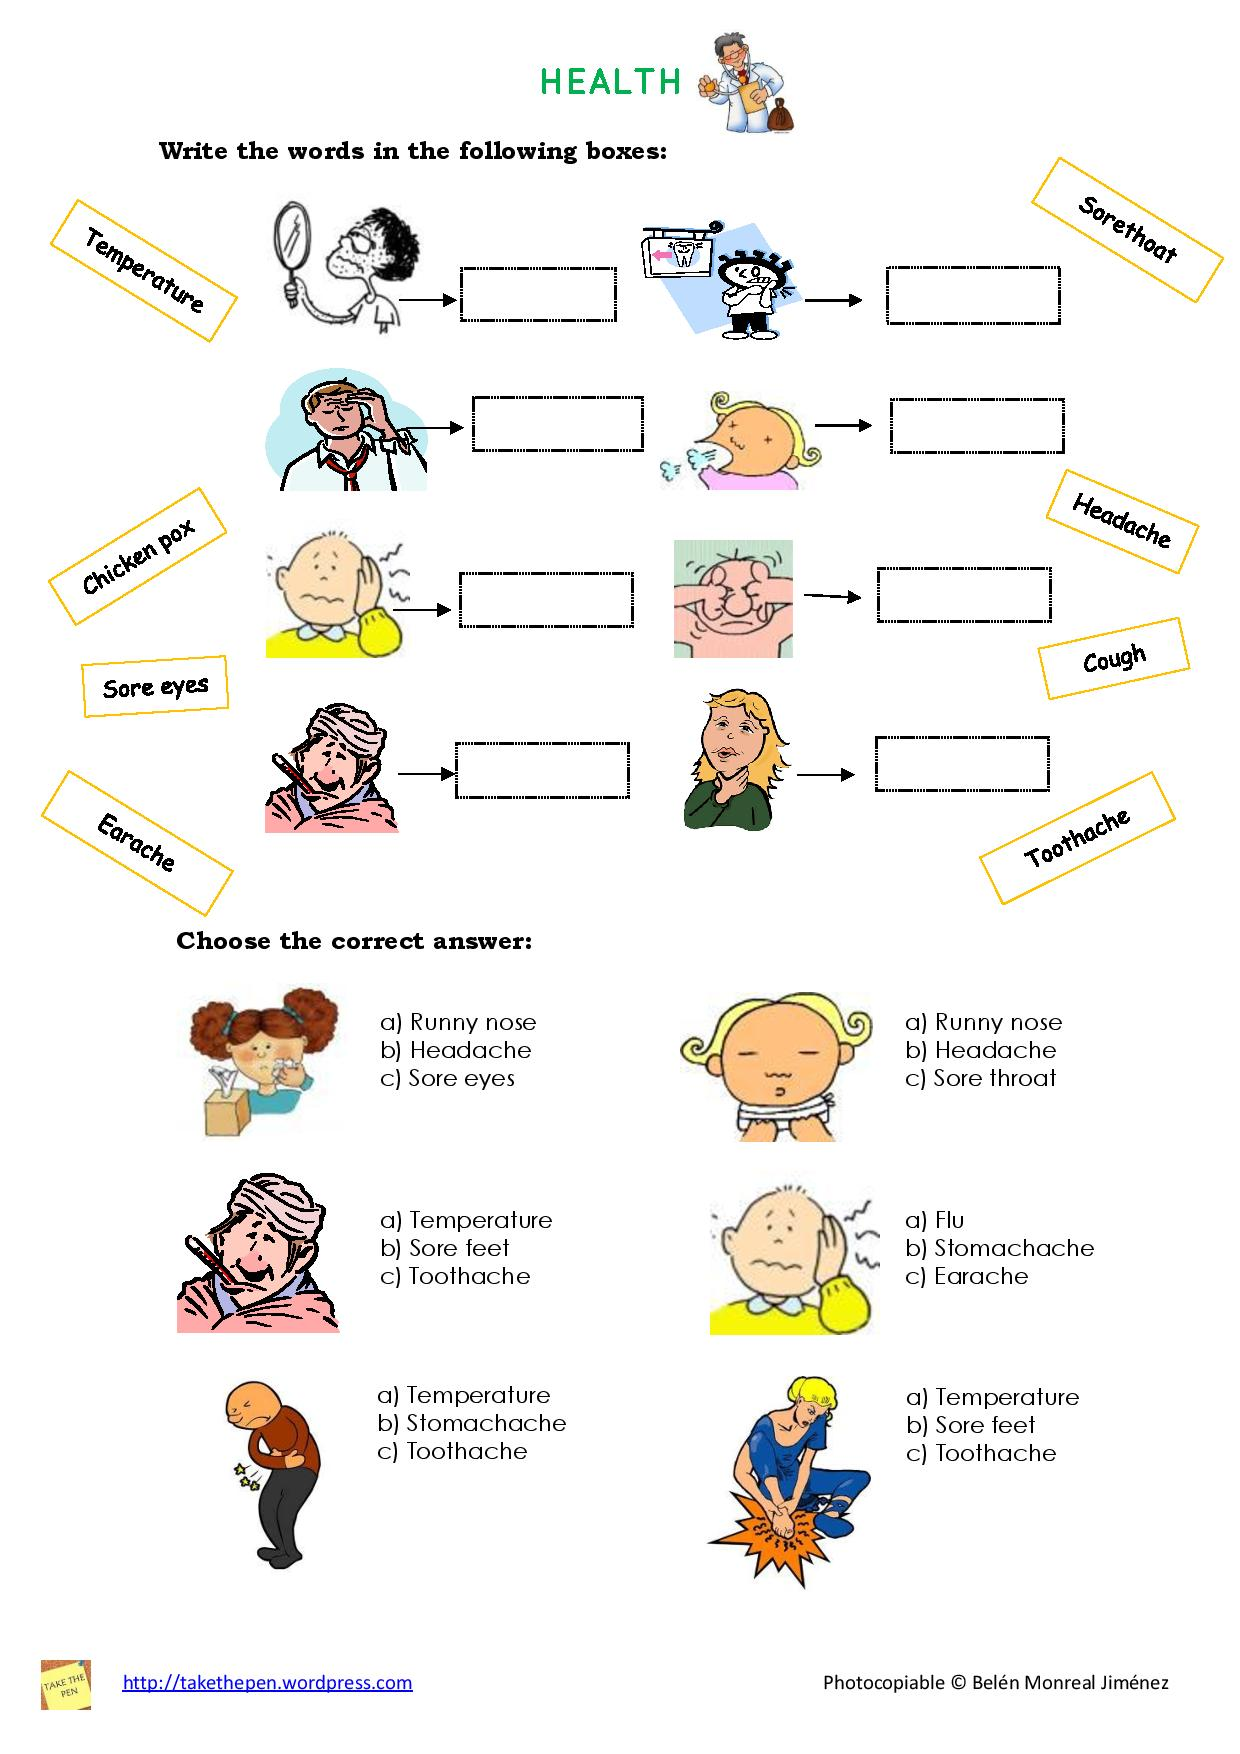 HEALTH
Write the words in the following boxes:
Temperature
Sorethoat
Chicken pox
Headache
Sore eyes
Cough
Earache
Toothache
Choose the correct answer:
a) Runny nose
b) Headache
c) Sore eyes
a) Runny nose
b) Headache
c) Sore throat
a) Temperature
b) Sore feet
c) Toothache
a) Flu
b) Stomachache
c) Earache
a) Temperature
b) Stomachache
c) Toothache
a) Temperature
b) Sore feet
c) Toothache
TAKE THE
PEN
http://takethepen.wordpress.com
Photocopiable © Belén Monreal Jiménez